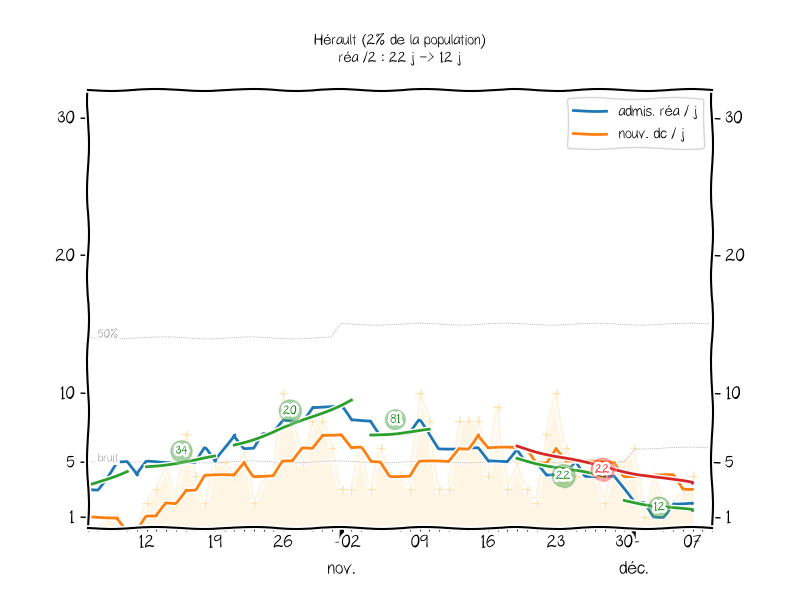 Hérault (2% de la population)
réa /2 : 22 j -> 12 j
admis. réa / j
nouv. dc / j
30
30
20
20
50%
10
10
20
81
34
bruit
5
5
22
22
12
1
1
12 19 26 02 09 16 23 30 07
nov. déc.